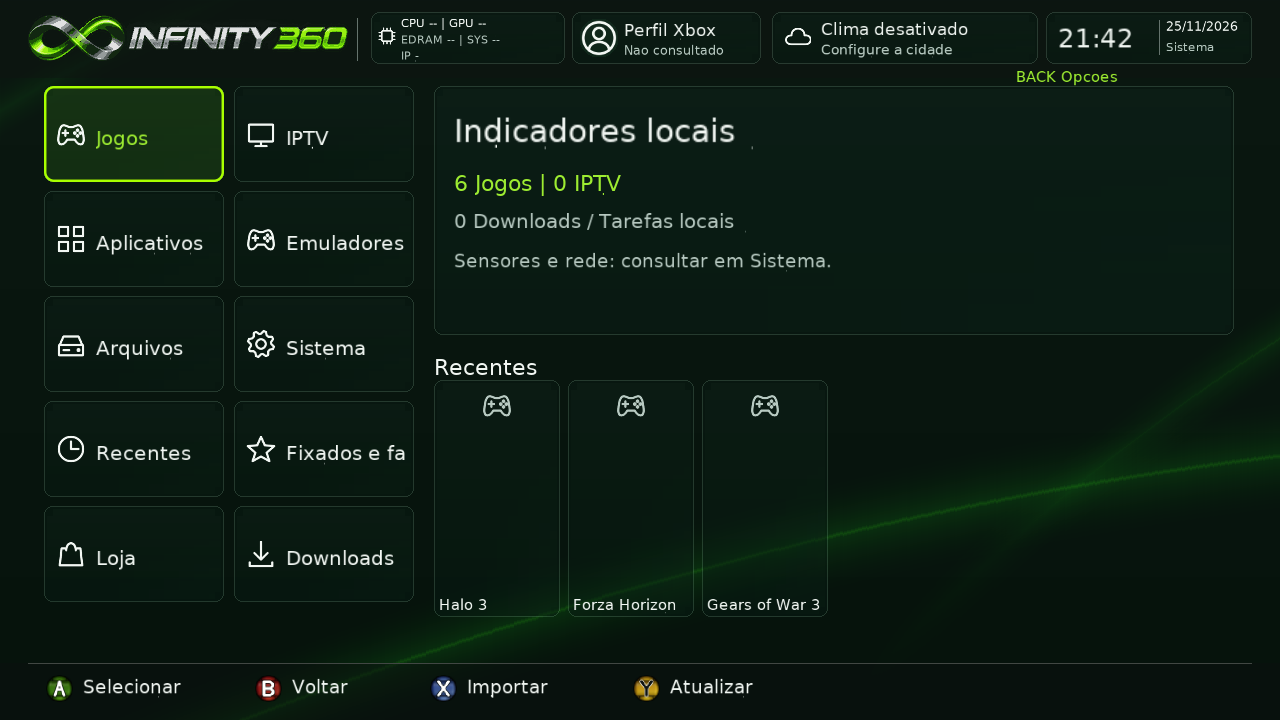 INFINITY 360
CPU -- | GPU --
EDRAM -- | SYS --
IP -
Perfil Xbox
Nao consultado
Clima desativado
Configure a cidade
21:42
25/11/2026
Sistema
BACK Opcoes
Jogos
IPTV
Aplicativos
Emuladores
Arquivos
Sistema
Recentes
Fixados e fa
Loja
Downloads
Indicadores locais
6 Jogos | 0 IPTV
0 Downloads / Tarefas locais
Sensores e rede: consultar em Sistema.
Recentes
Halo 3
Forza Horizon
Gears of War 3
A Selecionar
B Voltar
X Importar
Y Atualizar